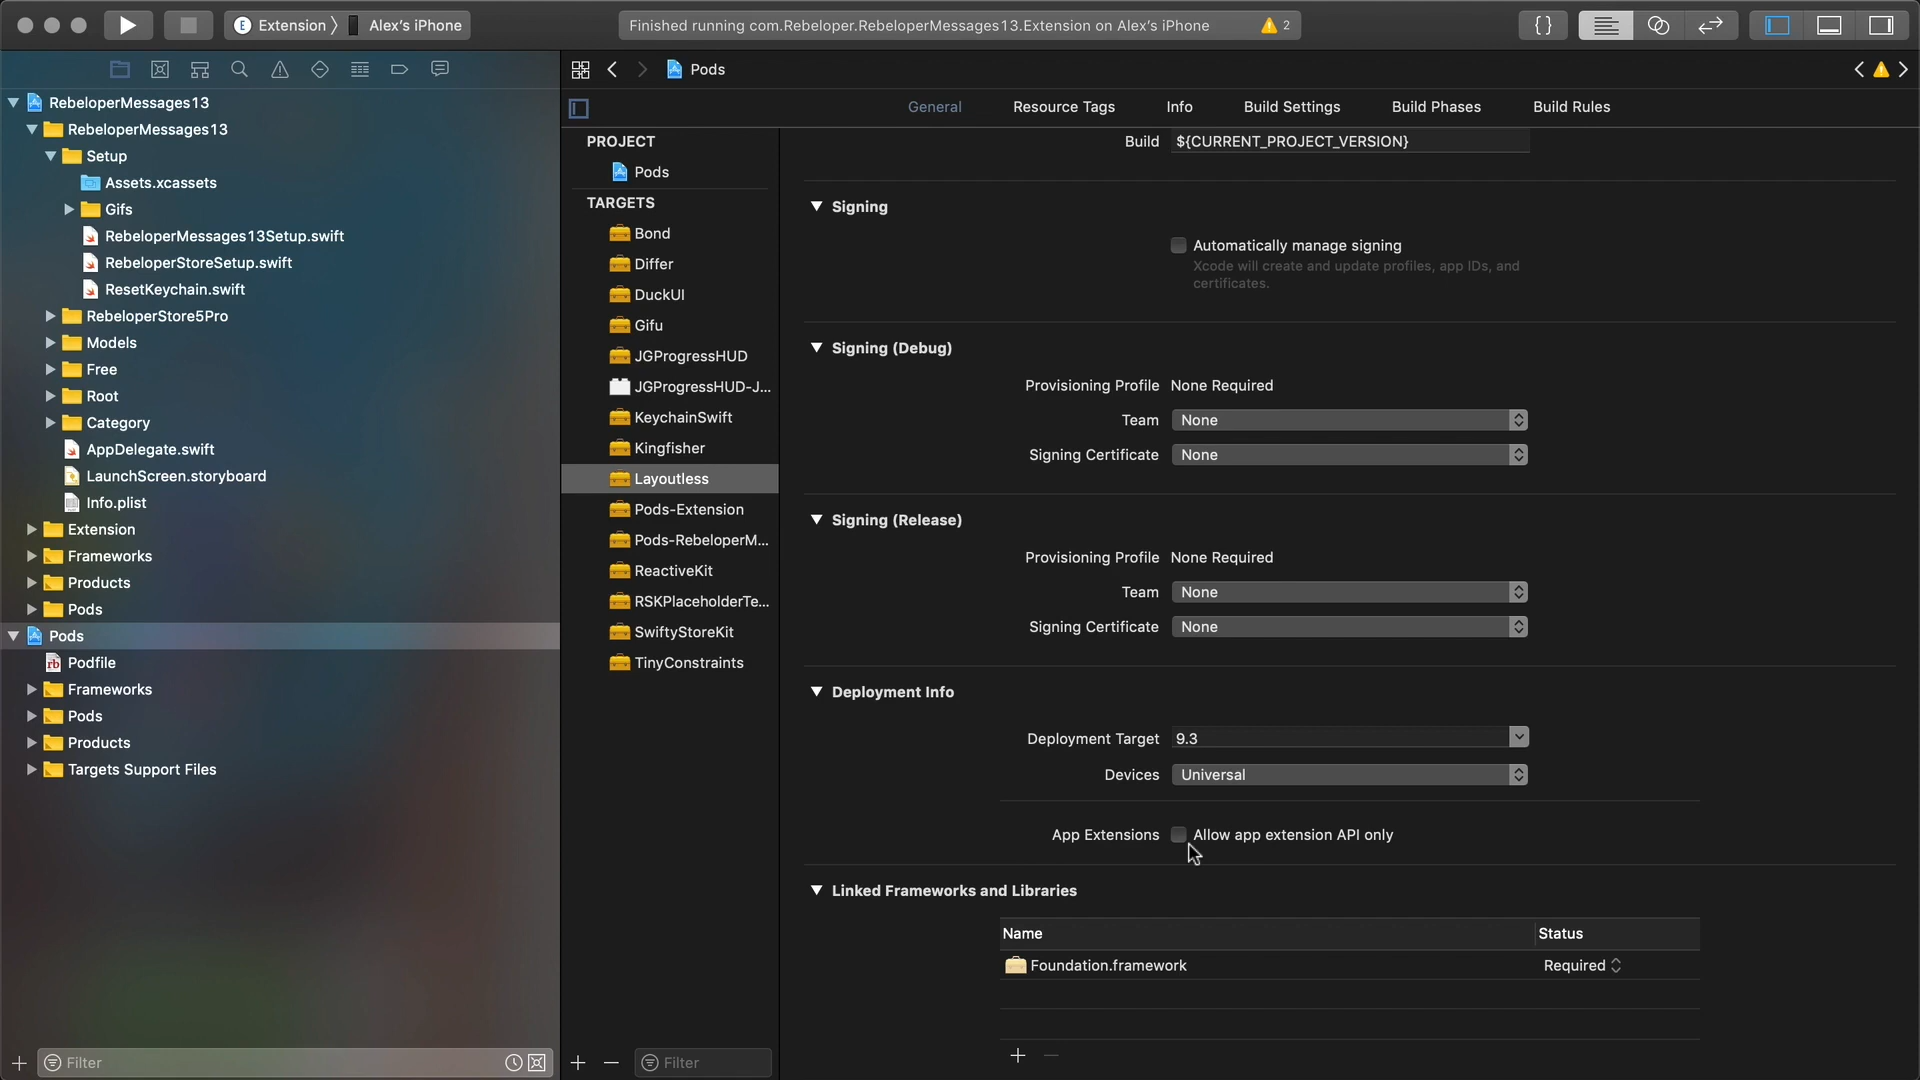 Extension
Alex's iPhone
Finished running com.Rebeloper.RebeloperMessages13.Extension on Alex's iPhone
2
Pods
General
Resource Tags
Info
Build Settings
Build Phases
Build Rules
RebeloperMessages13
RebeloperMessages13
Setup
Assets.xcassets
Gifs
RebeloperMessages13Setup.swift
RebeloperStoreSetup.swift
ResetKeychain.swift
RebeloperStore5Pro
Models
Free
Root
Category
AppDelegate.swift
LaunchScreen.storyboard
Info.plist
Extension
Frameworks
Products
Pods
Pods
rb Podfile
Frameworks
Pods
Products
Targets Support Files
Filter
PROJECT
Pods
TARGETS
Bond
Differ
DuckUI
Gifu
JGProgressHUD
JGProgressHUD-J...
KeychainSwift
Kingfisher
Layoutless
Pods-Extension
Pods-RebeloperM...
ReactiveKit
RSKPlaceholderTe...
SwiftyStoreKit
TinyConstraints
Filter
Build ${CURRENT_PROJECT_VERSION}
Signing
Automatically manage signing
Xcode will create and update profiles, app IDs, and
certificates.
Signing (Debug)
Provisioning Profile None Required
Team None
Signing Certificate None
Signing (Release)
Provisioning Profile None Required
Team None
Signing Certificate None
Deployment Info
Deployment Target 9.3
Devices Universal
App Extensions Allow app extension API only
Linked Frameworks and Libraries
Name Status
Foundation.framework Required